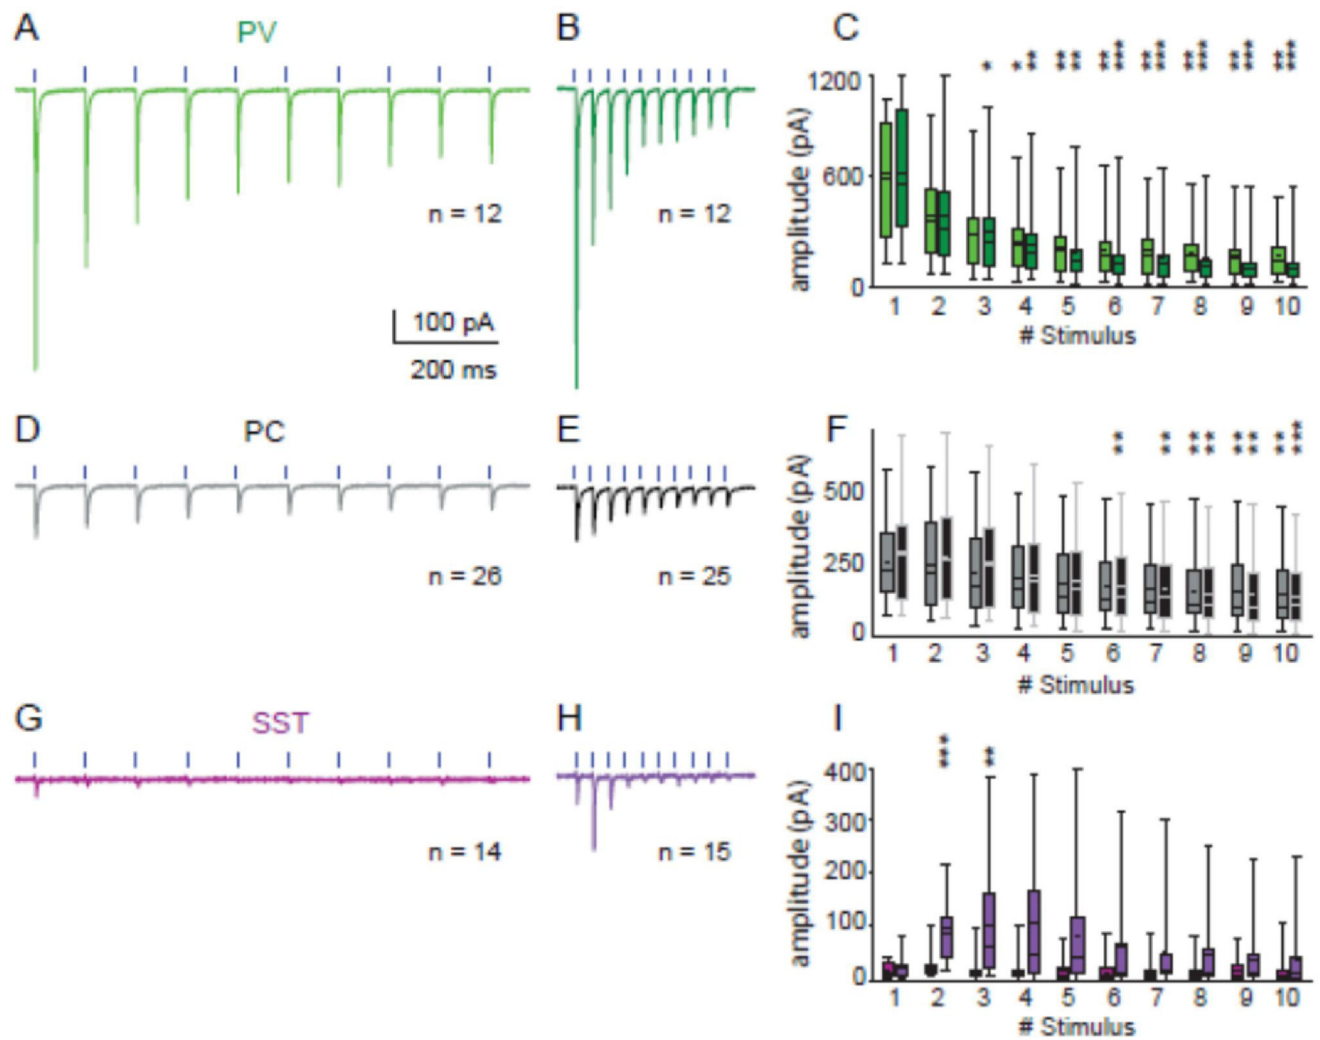 A
PV
n = 12
100 pA
200 ms
B
n = 12
C
* * ** ** ** ** *** ** *** ** *** ** *** ** ***
amplitude (pA)
1200
600
0
1 2 3 4 5 6 7 8 9 10
# Stimulus
D
PC
n = 26
E
n = 25
F
** ** ** ** ** ** ** ***
amplitude (pA)
500
250
0
1 2 3 4 5 6 7 8 9 10
# Stimulus
G
SST
n = 14
H
n = 15
I
*** **
amplitude (pA)
400
300
200
100
0
1 2 3 4 5 6 7 8 9 10
# Stimulus